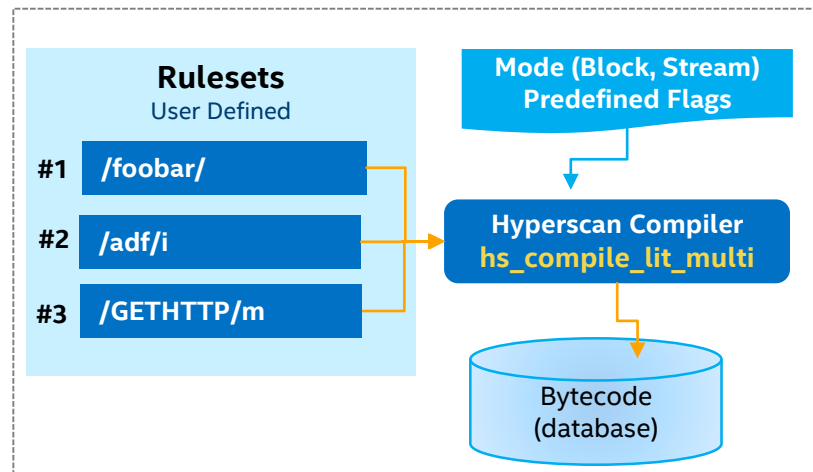 Rulesets
User Defined
#1 /foobar/
#2 /adf/i
#3 /GETHTTP/m
Mode (Block, Stream)
Predefined Flags
Hyperscan Compiler
hs_compile_lit_multi
Bytecode
(database)